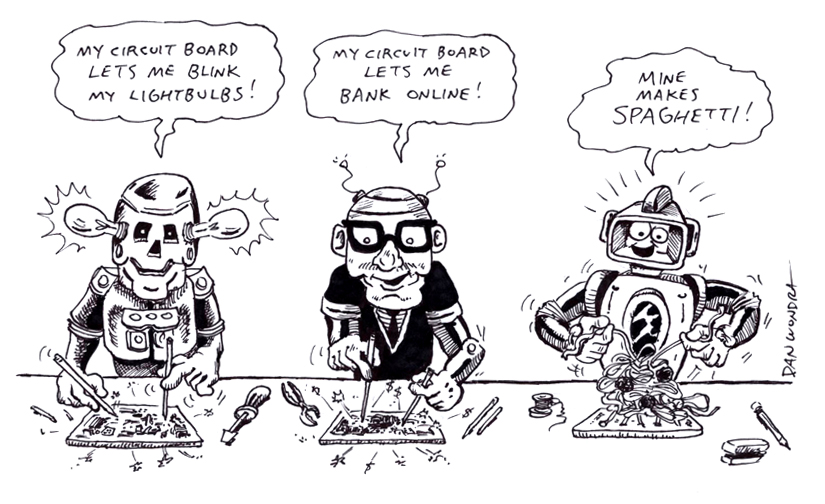 MY CIRCUIT BOARD
LETS ME BLINK
MY LIGHTBULBS!
MY CIRCUIT BOARD
LETS ME
BANK ONLINE!
MINE
MAKES
SPAGHETTI!
DAN WONDRA